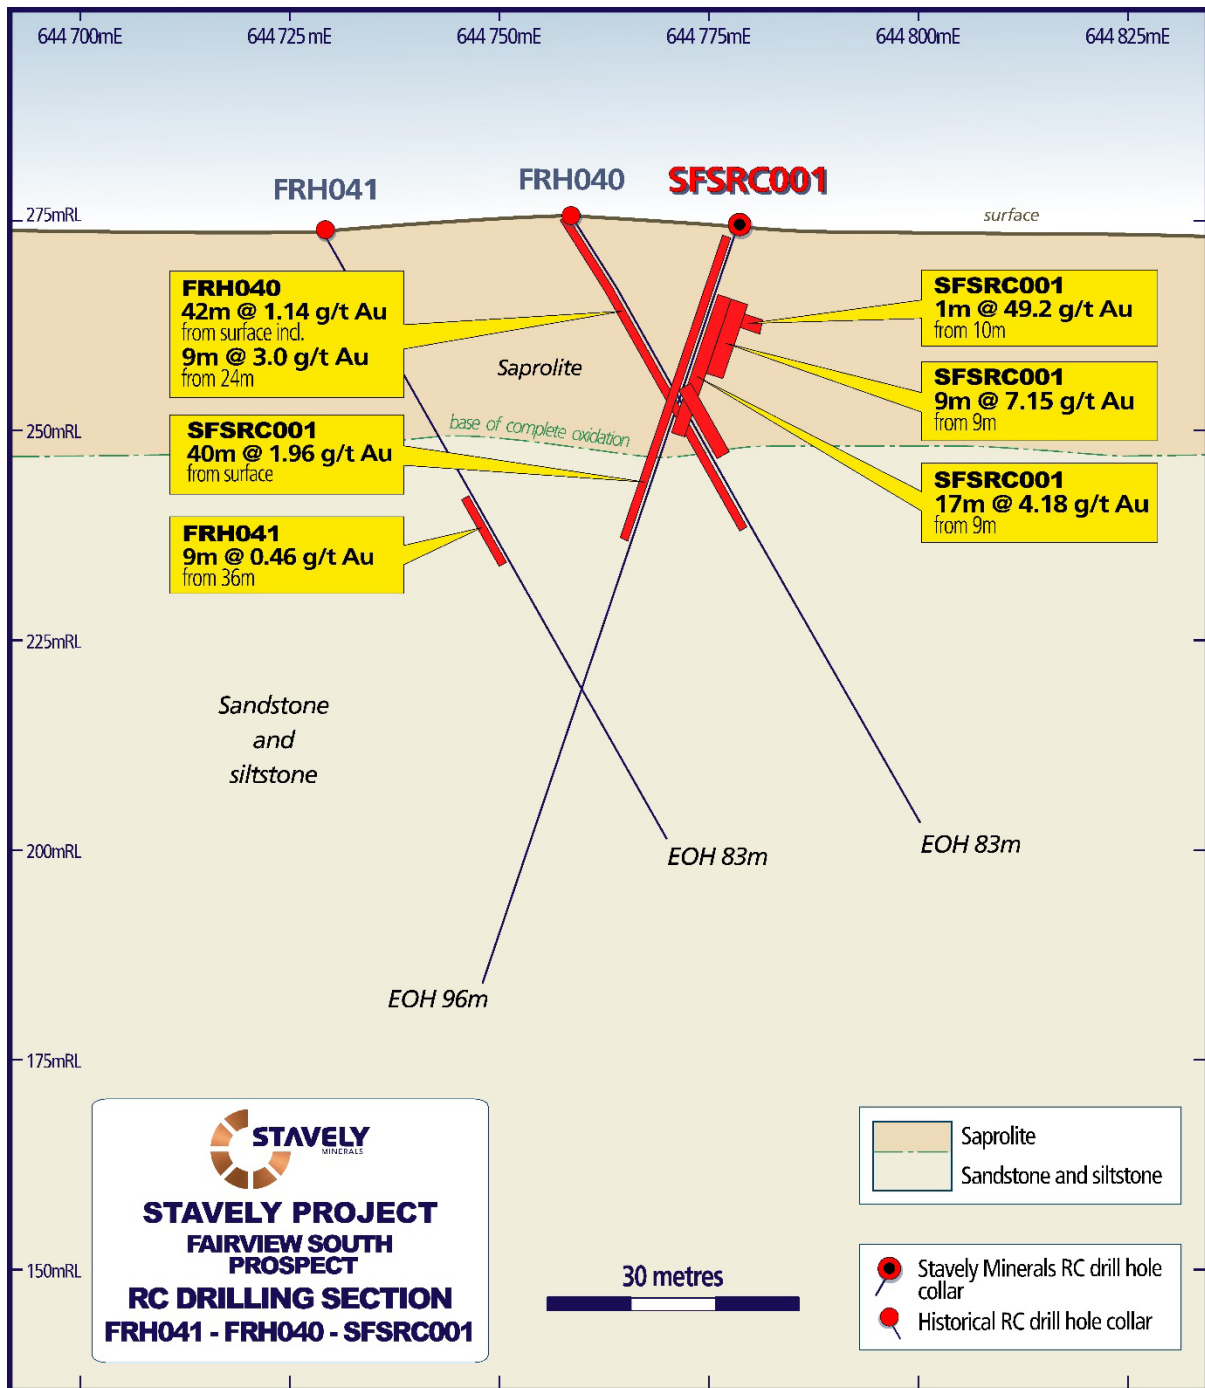 644 700mE
644 725 mE
644 750mE
644 775mE
644 800mE
644 825mE
FRH041
FRH040
SFSRC001
275mRL
surface
FRH040
42m @ 1.14 g/t Au
from surface incl.
9m @ 3.0 g/t Au
from 24m
SFSRC001
1m @ 49.2 g/t Au
from 10m
Saprolite
SFSRC001
9m @ 7.15 g/t Au
from 9m
SFSRC001
40m @ 1.96 g/t Au
from surface
base of complete oxidation
250mRL
SFSRC001
17m @ 4.18 g/t Au
from 9m
FRH041
9m @ 0.46 g/t Au
from 36m
225mRL
Sandstone
and
siltstone
200mRL
EOH 83m
EOH 83m
EOH 96m
175mRL
STAVELY
MINERALS
STAVELY PROJECT
FAIRVIEW SOUTH
PROSPECT
RC DRILLING SECTION
FRH041 - FRH040 - SFSRC001
150mRL
30 metres
Saprolite
Sandstone and siltstone
Stavely Minerals RC drill hole
collar
Historical RC drill hole collar